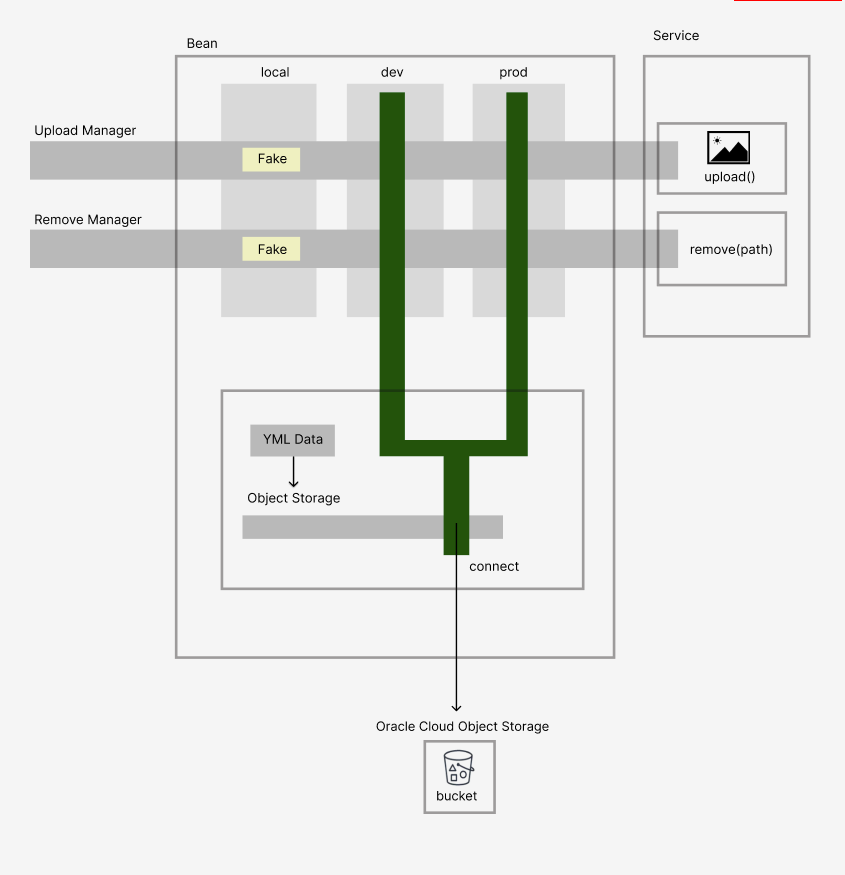 Bean
Service
local
dev
prod
Upload Manager
Fake
upload()
Remove Manager
Fake
remove(path)
YML Data
Object Storage
connect
Oracle Cloud Object Storage
bucket